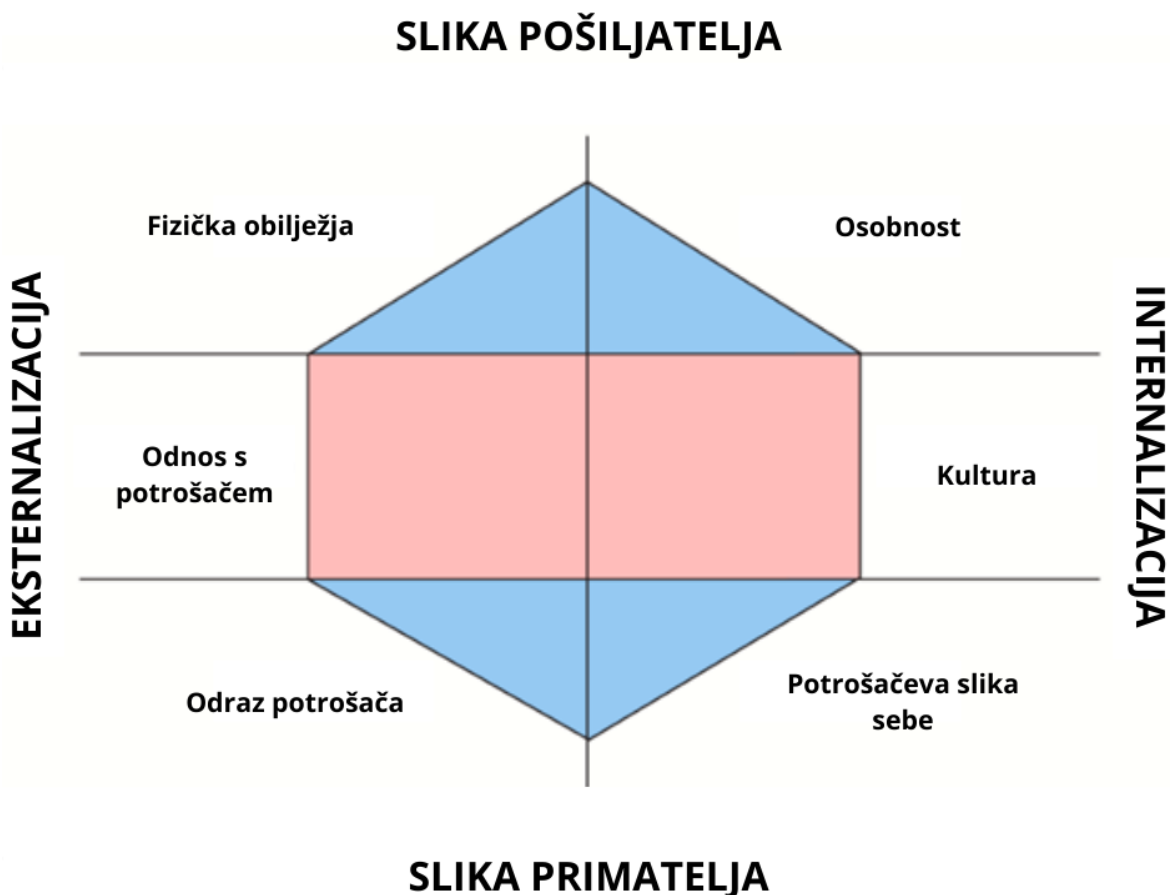 SLIKA POŠILJATELJA
Fizička obilježja
Osobnost
EKSTERNALIZACIJA
INTERNALIZACIJA
Odnos s
potrošačem
Kultura
Odraz potrošača
Potrošačeva slika
sebe
SLIKA PRIMATELJA